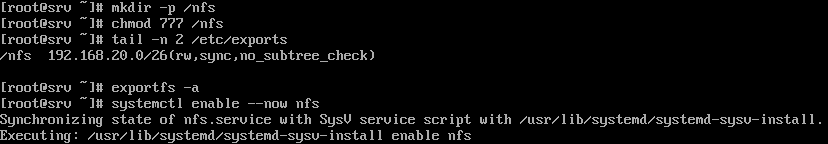 [root@srv ~]# mkdir -p /nfs
[root@srv ~]# chmod 777 /nfs
[root@srv ~]# tail -n 2 /etc/exports
/nfs  192.168.20.0/26(rw,sync,no_subtree_check)

[root@srv ~]# exportfs -a
[root@srv ~]# systemctl enable --now nfs
Synchronizing state of nfs.service with SysV service script with /usr/lib/systemd/systemd-sysv-install.
Executing: /usr/lib/systemd/systemd-sysv-install enable nfs